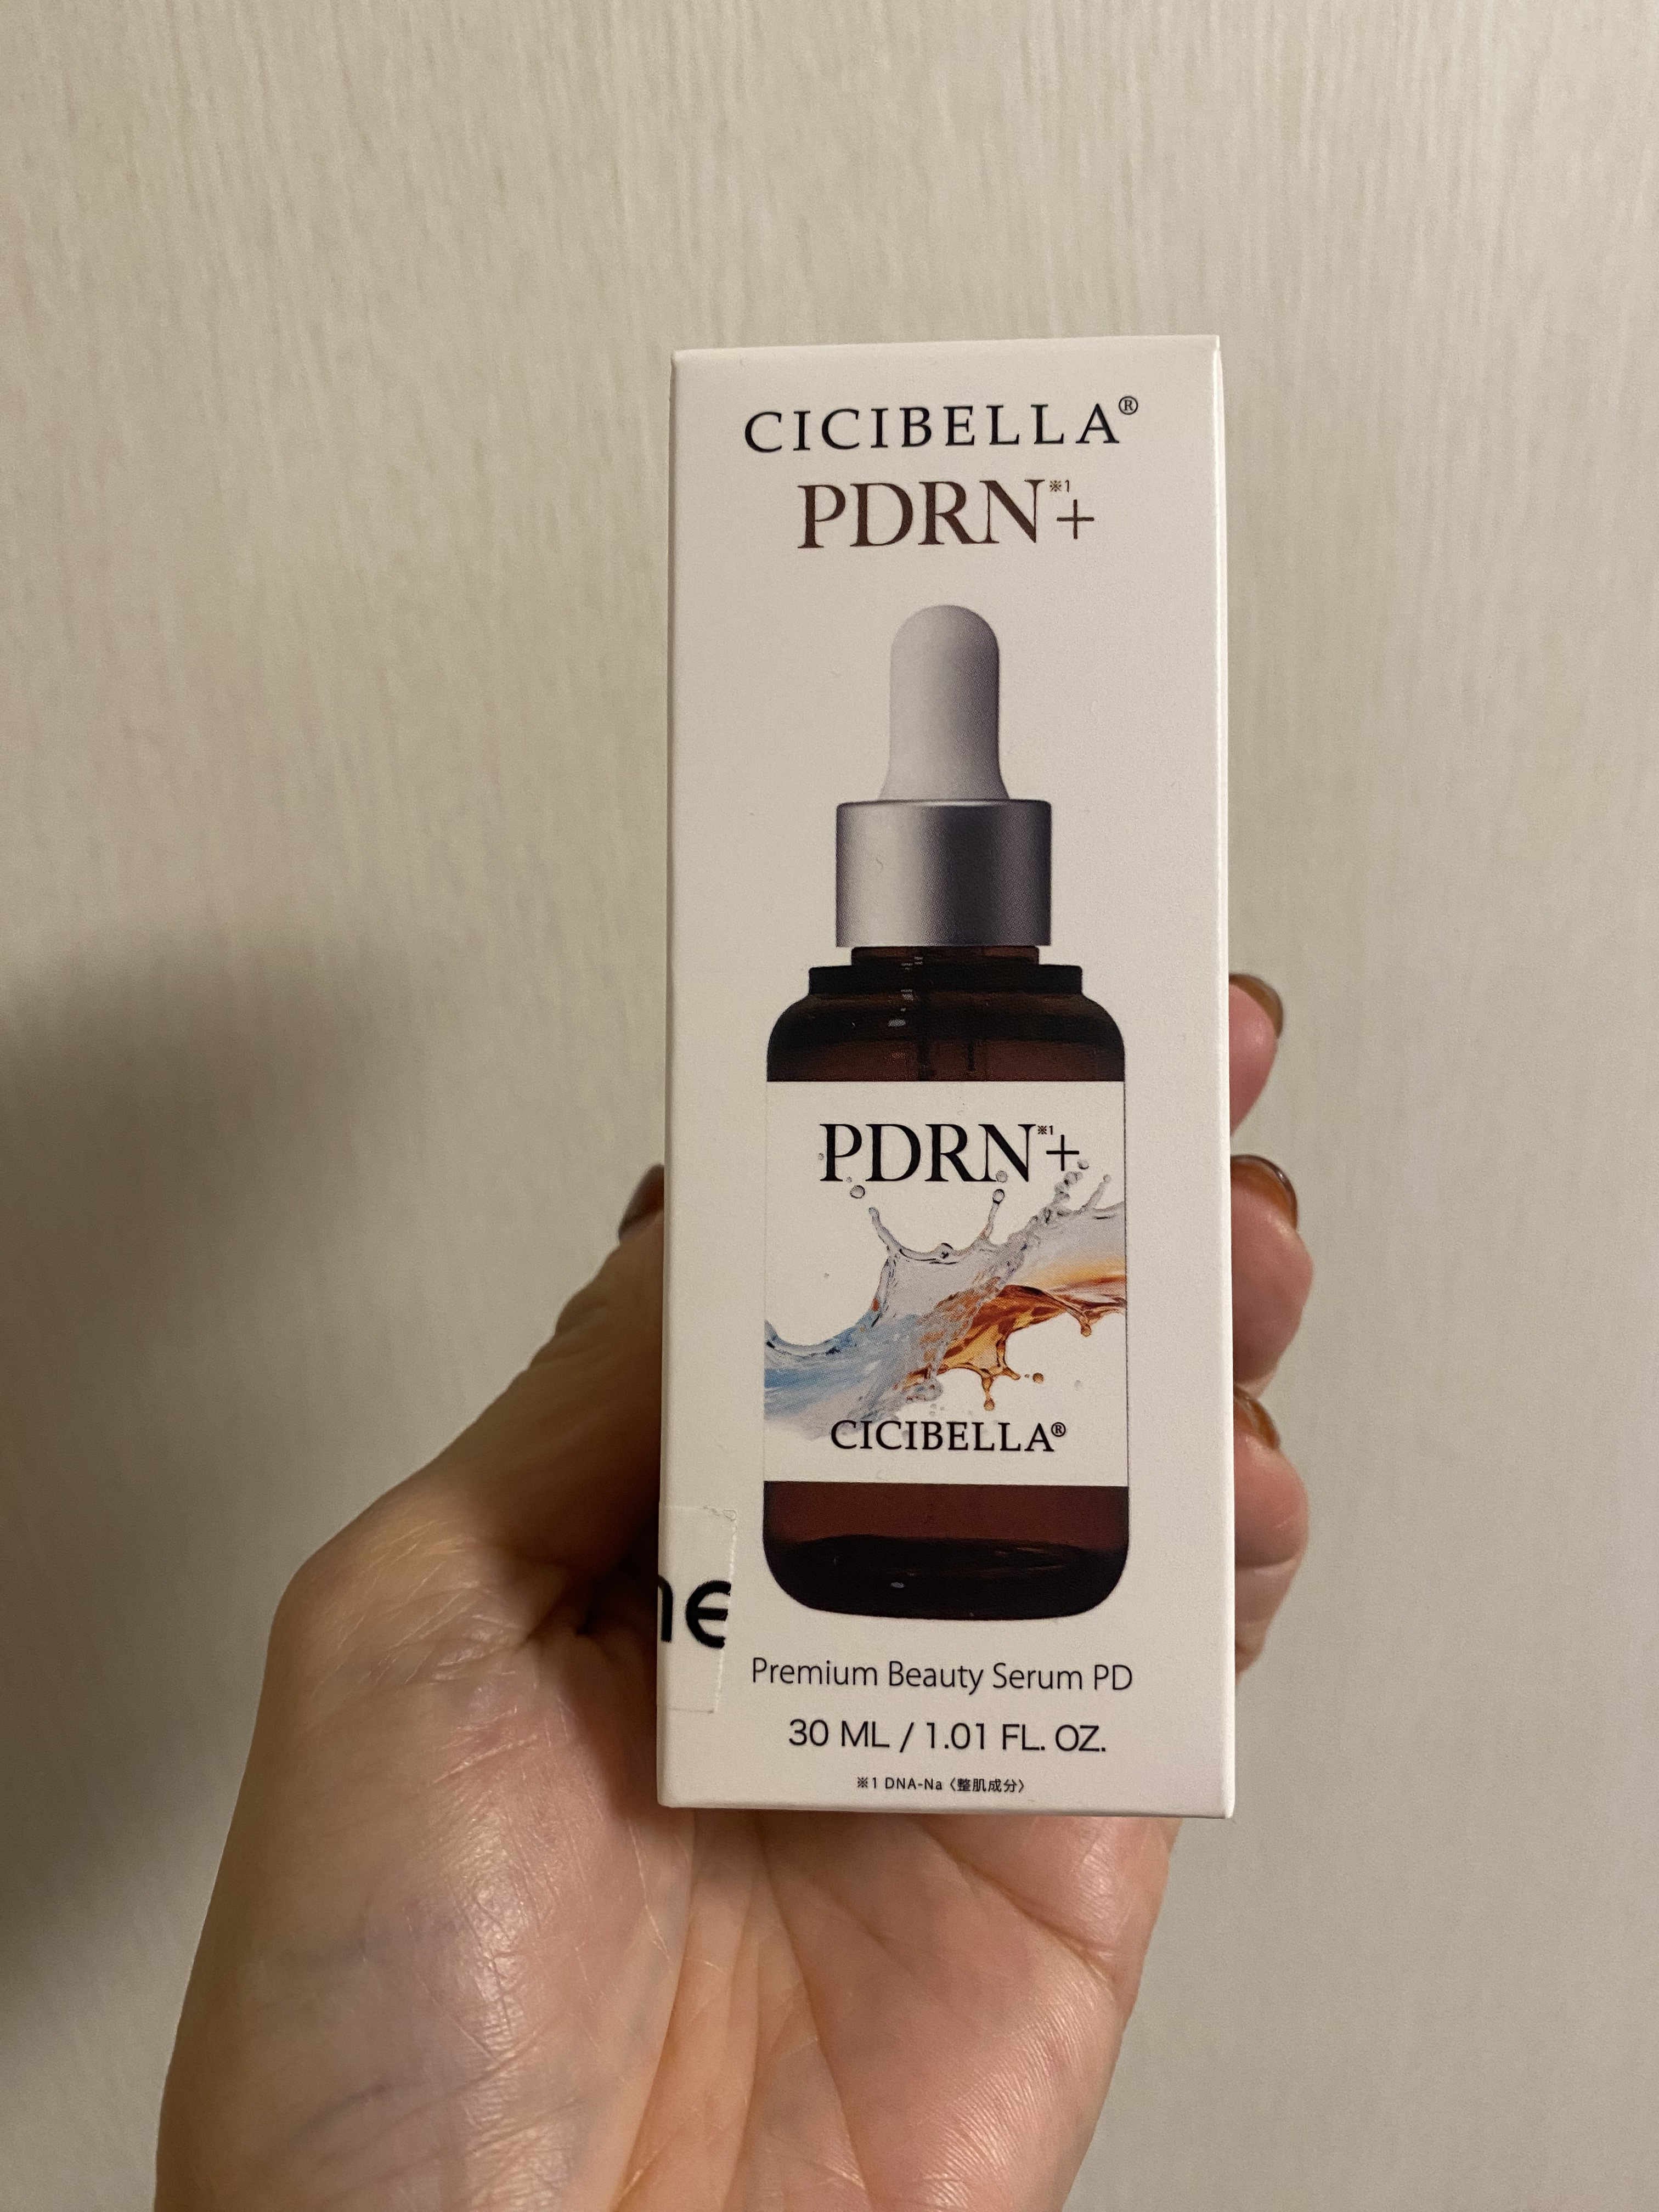 CICIBELLA®
PDRN※1+
PDRN※1+
CICIBELLA®
Premium Beauty Serum PD
30 ML / 1.01 FL. OZ.
※1 DNA-Na〈整肌成分〉